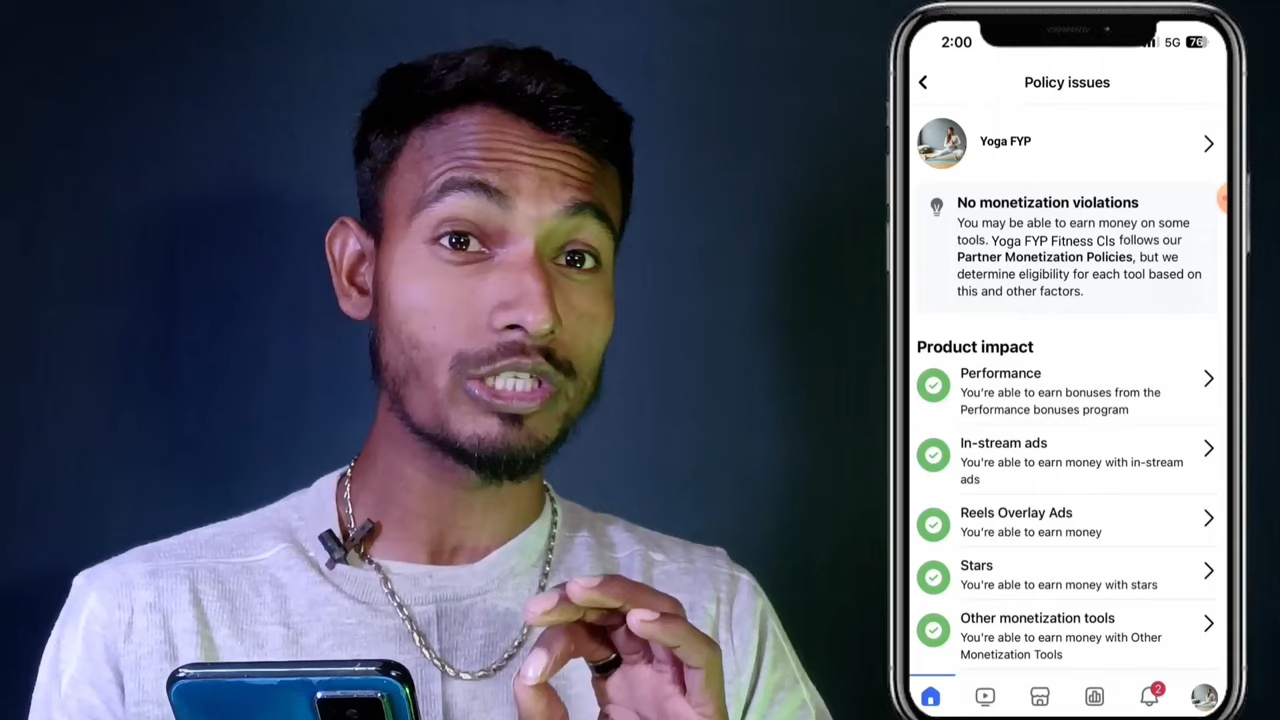 2:00
5G
76
Policy issues
Yoga FYP
No monetization violations
You may be able to earn money on some
tools. Yoga FYP Fitness Cls follows our
Partner Monetization Policies, but we
determine eligibility for each tool based on
this and other factors.
Product impact
Performance
You're able to earn bonuses from the
Performance bonuses program
In-stream ads
You're able to earn money with in-stream
ads
Reels Overlay Ads
You're able to earn money
Stars
You're able to earn money with stars
Other monetization tools
You're able to earn money with Other
Monetization Tools
2